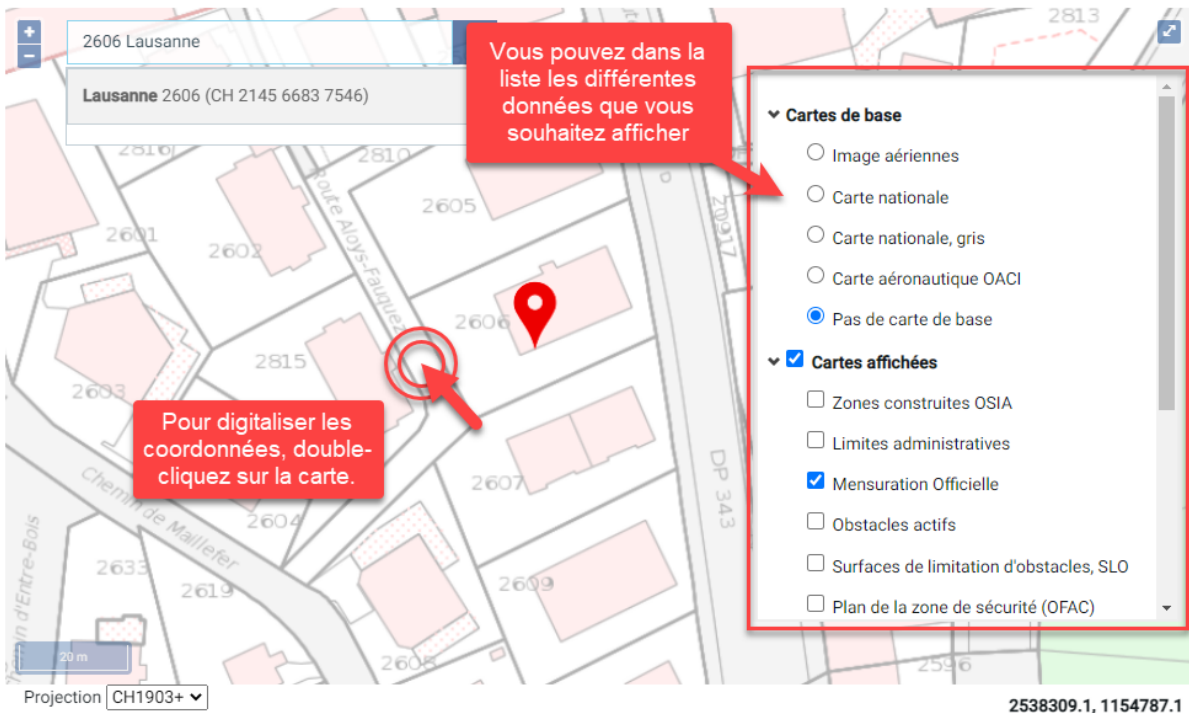 +
−
2606 Lausanne
Lausanne 2606 (CH 2145 6683 7546)
Vous pouvez dans la
liste les différentes
données que vous
souhaitez afficher
2813
Cartes de base
Image aériennes
Carte nationale
Carte nationale, gris
Carte aéronautique OACI
Pas de carte de base
Cartes affichées
Zones construites OSIA
Limites administratives
Mensuration Officielle
Obstacles actifs
Surfaces de limitation d'obstacles, SLO
Plan de la zone de sécurité (OFAC)
2816
2810
D
Route Aloys-Fauquez
2605
2601
2602
2606
2815
2603
Pour digitaliser les
coordonnées, double-
cliquez sur la carte.
Chemin de Maillefer
2607
DP 343
2604
2633
2619
2609
Chemin d'Entre-Bois
20 m
2608
2596
Projection CH1903+
2538309.1, 1154787.1